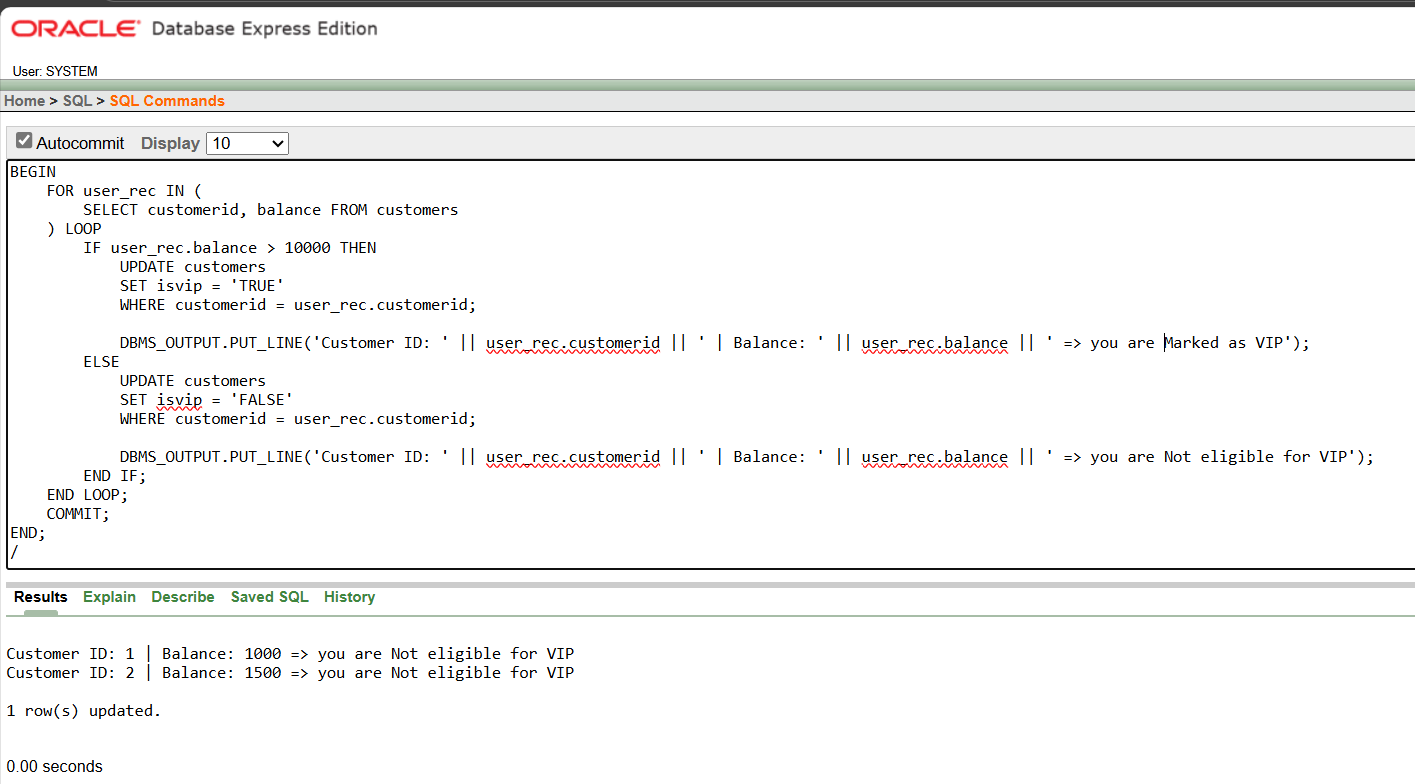 ORACLE Database Express Edition
User: SYSTEM
Home > SQL > SQL Commands
Autocommit Display 10
BEGIN
    FOR user_rec IN (
        SELECT customerid, balance FROM customers
    ) LOOP
        IF user_rec.balance > 10000 THEN
            UPDATE customers
            SET isvip = 'TRUE'
            WHERE customerid = user_rec.customerid;
            DBMS_OUTPUT.PUT_LINE('Customer ID: ' || user_rec.customerid || ' | Balance: ' || user_rec.balance || ' => you are Marked as VIP');
        ELSE
            UPDATE customers
            SET isvip = 'FALSE'
            WHERE customerid = user_rec.customerid;
            DBMS_OUTPUT.PUT_LINE('Customer ID: ' || user_rec.customerid || ' | Balance: ' || user_rec.balance || ' => you are Not eligible for VIP');
        END IF;
    END LOOP;
    COMMIT;
END;
/
Results Explain Describe Saved SQL History
Customer ID: 1 | Balance: 1000 => you are Not eligible for VIP
Customer ID: 2 | Balance: 1500 => you are Not eligible for VIP
1 row(s) updated.
0.00 seconds